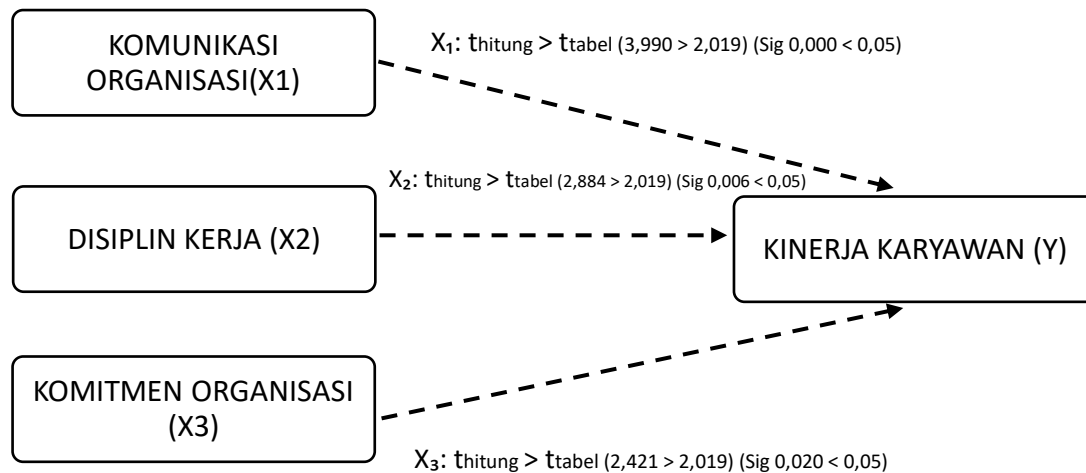 KOMUNIKASI
ORGANISASI(X1)
X₁: thitung > ttabel (3,990 > 2,019) (Sig 0,000 < 0,05)
X₂: thitung > ttabel (2,884 > 2,019) (Sig 0,006 < 0,05)
DISIPLIN KERJA (X2)
KINERJA KARYAWAN (Y)
KOMITMEN ORGANISASI
(X3)
X₃: thitung > ttabel (2,421 > 2,019) (Sig 0,020 < 0,05)